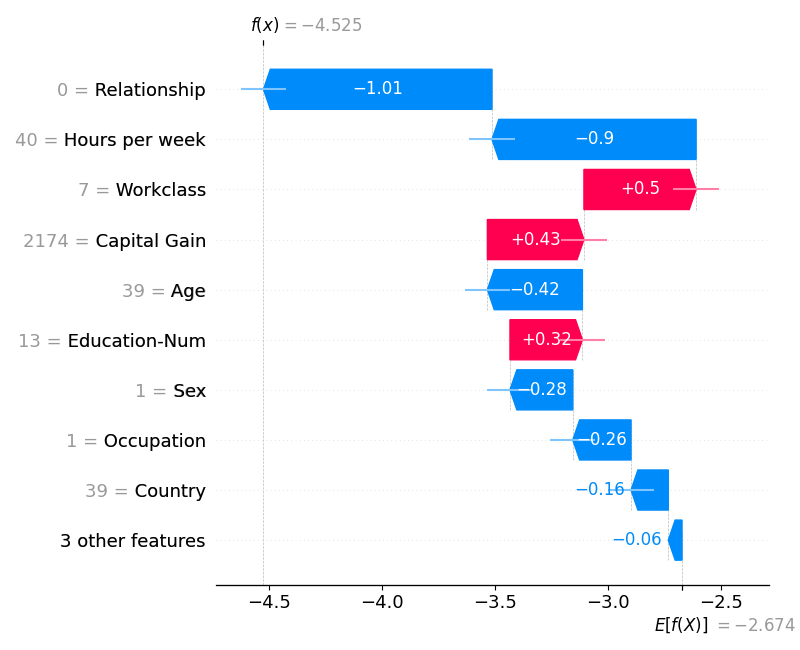 f(x) = −4.525
0 = Relationship −1.01
40 = Hours per week −0.9
7 = Workclass +0.5
2174 = Capital Gain +0.43
39 = Age −0.42
13 = Education-Num +0.32
1 = Sex −0.28
1 = Occupation −0.26
39 = Country −0.16
3 other features −0.06
−4.5 −4.0 −3.5 −3.0 −2.5
E[f(X)] = −2.674